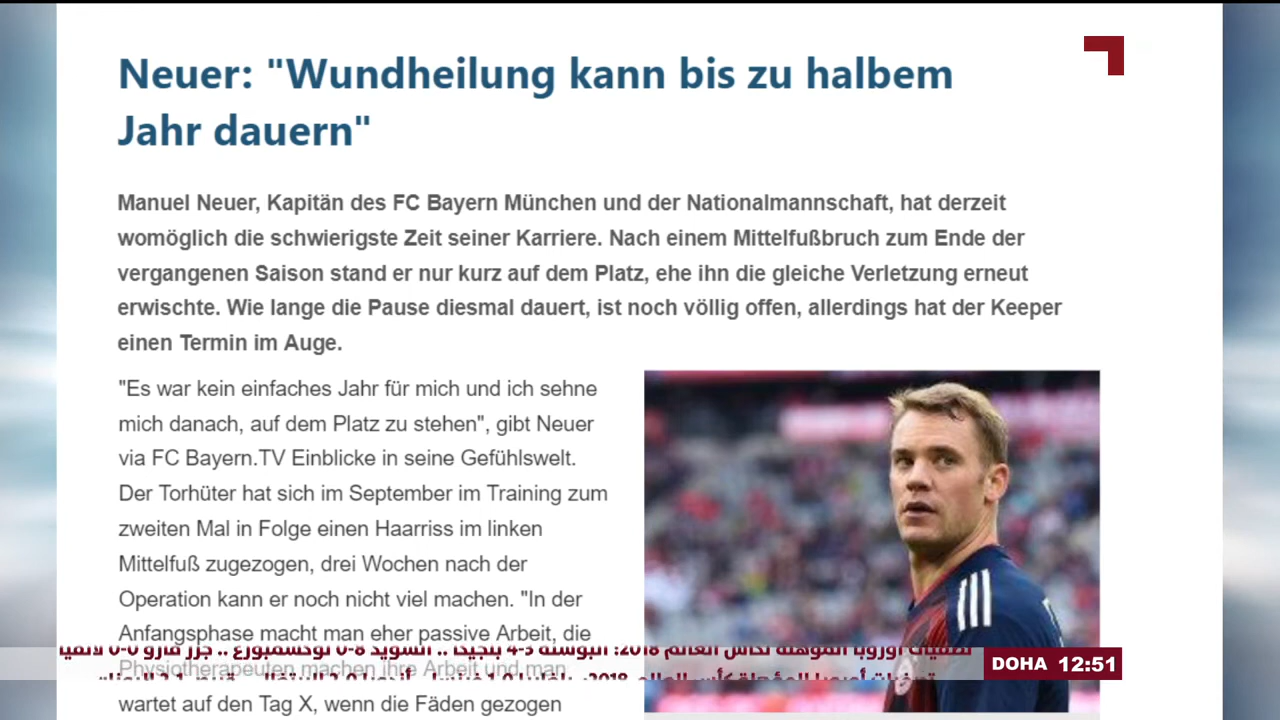 Neuer: "Wundheilung kann bis zu halbem
Jahr dauern"
Manuel Neuer, Kapitän des FC Bayern München und der Nationalmannschaft, hat derzeit
womöglich die schwierigste Zeit seiner Karriere. Nach einem Mittelfußbruch zum Ende der
vergangenen Saison stand er nur kurz auf dem Platz, ehe ihn die gleiche Verletzung erneut
erwischte. Wie lange die Pause diesmal dauert, ist noch völlig offen, allerdings hat der Keeper
einen Termin im Auge.
"Es war kein einfaches Jahr für mich und ich sehne
mich danach, auf dem Platz zu stehen", gibt Neuer
via FC Bayern.TV Einblicke in seine Gefühlswelt.
Der Torhüter hat sich im September im Training zum
zweiten Mal in Folge einen Haarriss im linken
Mittelfuß zugezogen, drei Wochen nach der
Operation kann er noch nicht viel machen. "In der
Anfangsphase macht man eher passive Arbeit, die
Physiotherapeuten machen ihre Arbeit und man
wartet auf den Tag X, wenn die Fäden gezogen
DOHA 12:51